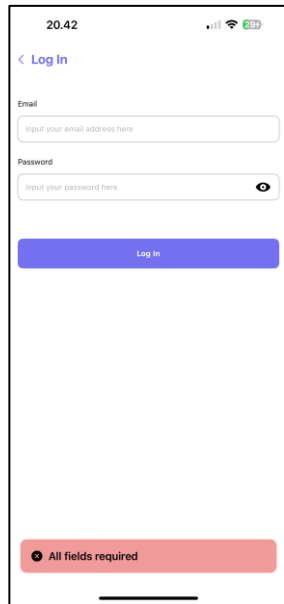 20.42
29
Log In
Email
Input your email address here
Password
Input your password here
Log In
All fields required